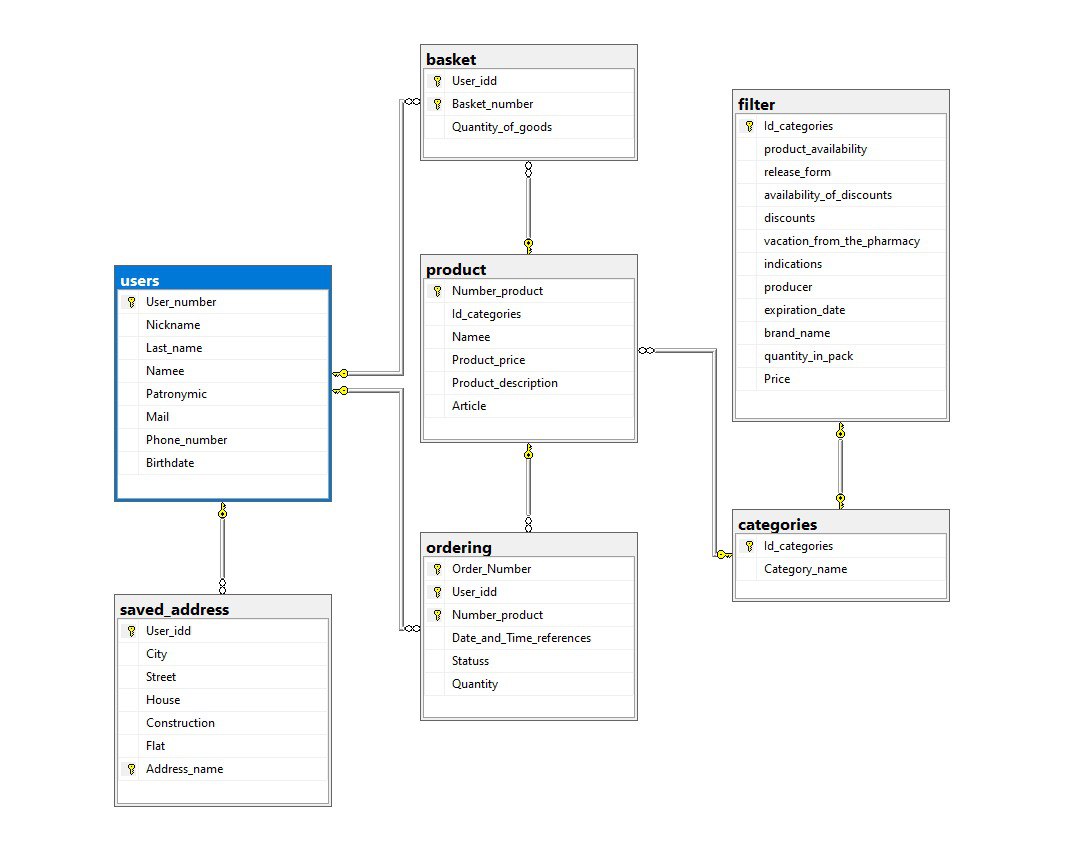 basket
User_idd
Basket_number
Quantity_of_goods
filter
Id_categories
product_availability
release_form
availability_of_discounts
discounts
vacation_from_the_pharmacy
indications
producer
expiration_date
brand_name
quantity_in_pack
Price
users
User_number
Nickname
Last_name
Namee
Patronymic
Mail
Phone_number
Birthdate
product
Number_product
Id_categories
Namee
Product_price
Product_description
Article
categories
Id_categories
Category_name
ordering
Order_Number
User_idd
Number_product
Date_and_Time_references
Statuss
Quantity
saved_address
User_idd
City
Street
House
Construction
Flat
Address_name